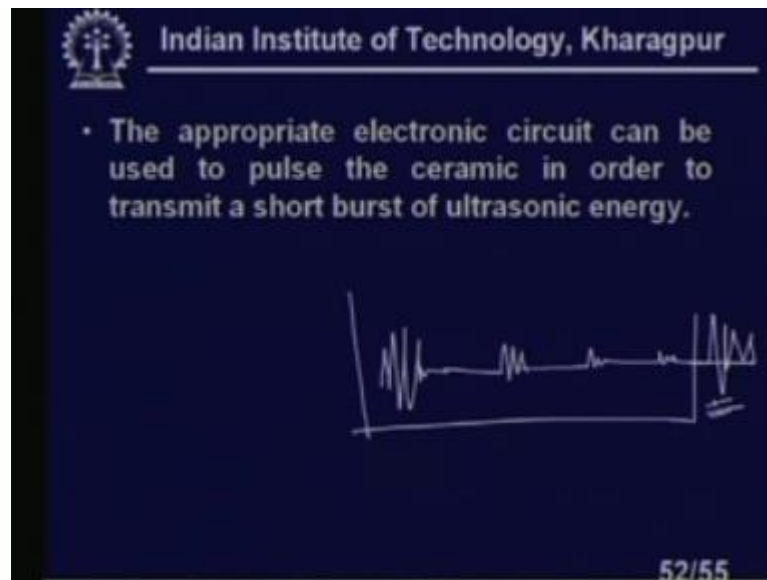 Indian Institute of Technology, Kharagpur
• The appropriate electronic circuit can be
used to pulse the ceramic in order to
transmit a short burst of ultrasonic energy.
52/55